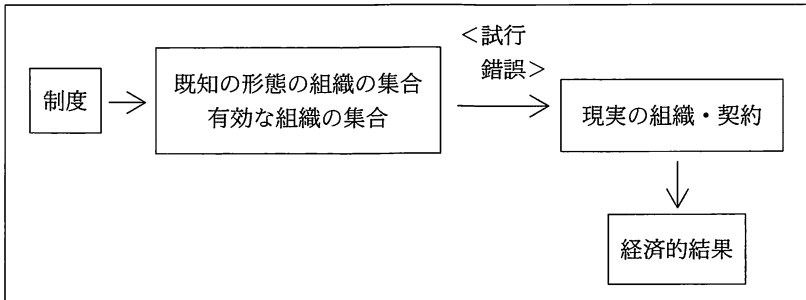 制度
既知の形態の組織の集合
有効な組織の集合
<試行
錯誤>
現実の組織・契約
経済的結果